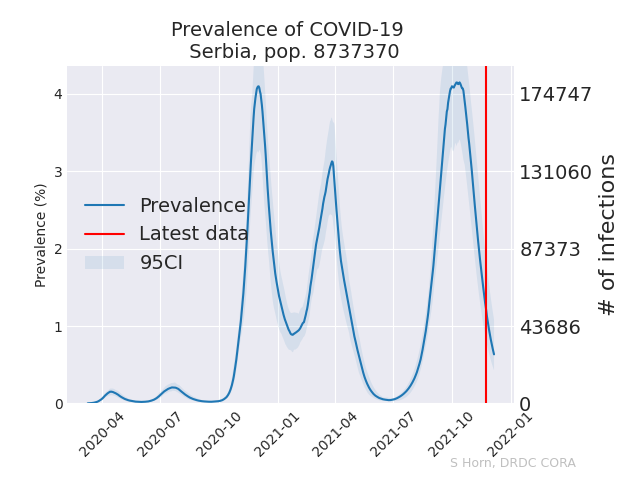 Prevalence of COVID-19
Serbia, pop. 8737370
4
3
2
1
0
Prevalence (%)
Prevalence
Latest data
95CI
174747
131060
87373
43686
0
# of infections
2020-04
2020-07
2020-10
2021-01
2021-04
2021-07
2021-10
2022-01
S Horn, DRDC CORA